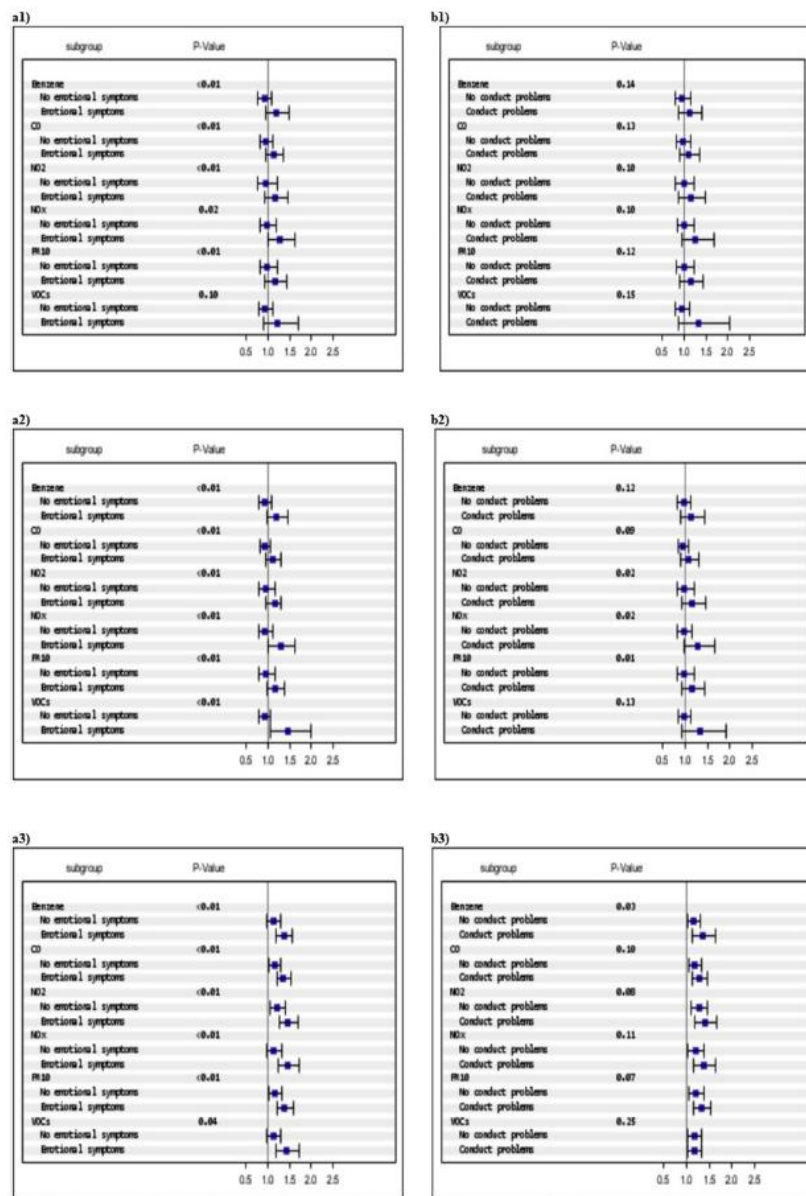 a1)
subgroup P-Value
Benzene <0.01
No emotional symptoms
Emotional symptoms
CO <0.01
No emotional symptoms
Emotional symptoms
NO2 <0.01
No emotional symptoms
Emotional symptoms
NOx 0.02
No emotional symptoms
Emotional symptoms
PM10 <0.01
No emotional symptoms
Emotional symptoms
VOCs 0.10
No emotional symptoms
Emotional symptoms
0.5 1.0 1.5 2.0 2.5
b1)
subgroup P-Value
Benzene 0.14
No conduct problems
Conduct problems
CO 0.13
No conduct problems
Conduct problems
NO2 0.10
No conduct problems
Conduct problems
NOx 0.10
No conduct problems
Conduct problems
PM10 0.12
No conduct problems
Conduct problems
VOCs 0.15
No conduct problems
Conduct problems
0.5 1.0 1.5 2.0 2.5
a2)
subgroup P-Value
Benzene <0.01
No emotional symptoms
Emotional symptoms
CO <0.01
No emotional symptoms
Emotional symptoms
NO2 <0.01
No emotional symptoms
Emotional symptoms
NOx <0.01
No emotional symptoms
Emotional symptoms
PM10 <0.01
No emotional symptoms
Emotional symptoms
VOCs <0.01
No emotional symptoms
Emotional symptoms
0.5 1.0 1.5 2.0 2.5
b2)
subgroup P-Value
Benzene 0.12
No conduct problems
Conduct problems
CO 0.09
No conduct problems
Conduct problems
NO2 0.02
No conduct problems
Conduct problems
NOx 0.02
No conduct problems
Conduct problems
PM10 0.01
No conduct problems
Conduct problems
VOCs 0.13
No conduct problems
Conduct problems
0.5 1.0 1.5 2.0 2.5
a3)
subgroup P-Value
Benzene <0.01
No emotional symptoms
Emotional symptoms
CO <0.01
No emotional symptoms
Emotional symptoms
NO2 <0.01
No emotional symptoms
Emotional symptoms
NOx <0.01
No emotional symptoms
Emotional symptoms
PM10 <0.01
No emotional symptoms
Emotional symptoms
VOCs 0.04
No emotional symptoms
Emotional symptoms
0.5 1.0 1.5 2.0 2.5
b3)
subgroup P-Value
Benzene 0.03
No conduct problems
Conduct problems
CO 0.10
No conduct problems
Conduct problems
NO2 0.08
No conduct problems
Conduct problems
NOx 0.11
No conduct problems
Conduct problems
PM10 0.07
No conduct problems
Conduct problems
VOCs 0.25
No conduct problems
Conduct problems
0.5 1.0 1.5 2.0 2.5